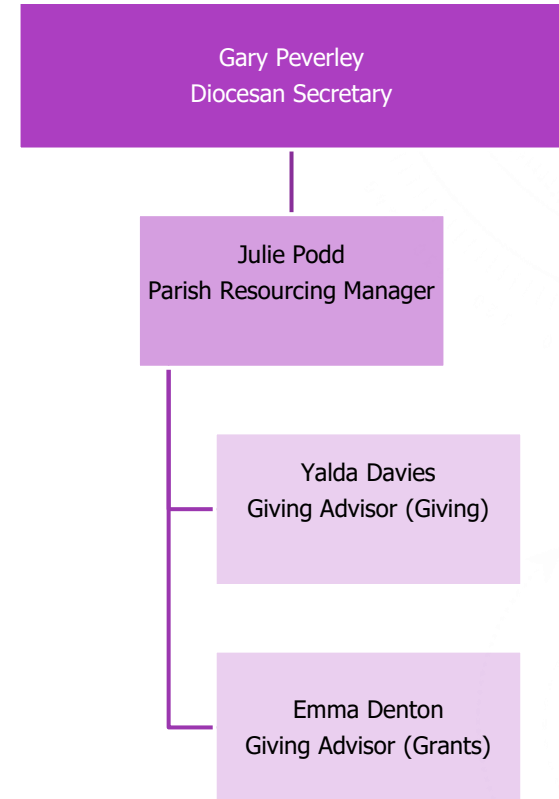 Gary Peverley
Diocesan Secretary
Julie Podd
Parish Resourcing Manager
Yalda Davies
Giving Advisor (Giving)
Emma Denton
Giving Advisor (Grants)